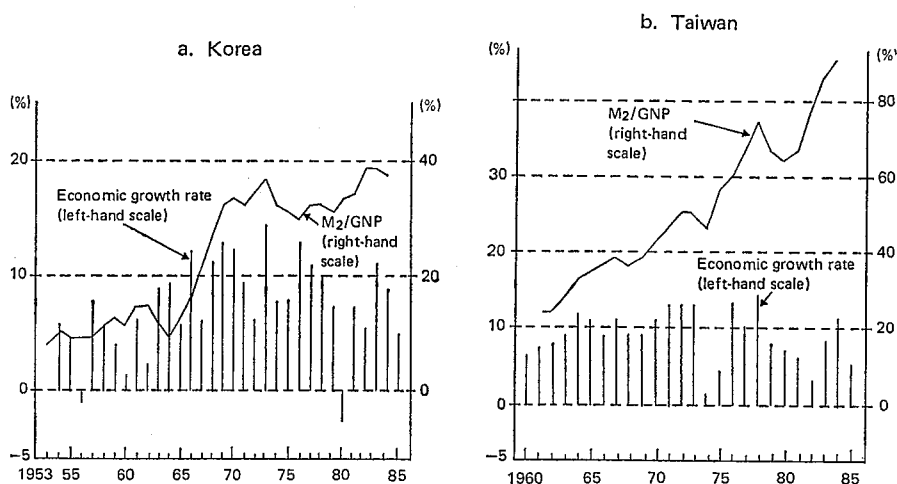 a. Korea
(%)
(%)
20
40
Economic growth rate
(left-hand scale)
M2/GNP
(right-hand
scale)
10
20
0
0
−5
1953 55 60 65 70 75 80 85
b. Taiwan
(%)
(%)
80
M2/GNP
(right-hand
scale)
30
60
20
40
Economic growth rate
(left-hand scale)
10
20
0
0
−5
1960 65 70 75 80 85